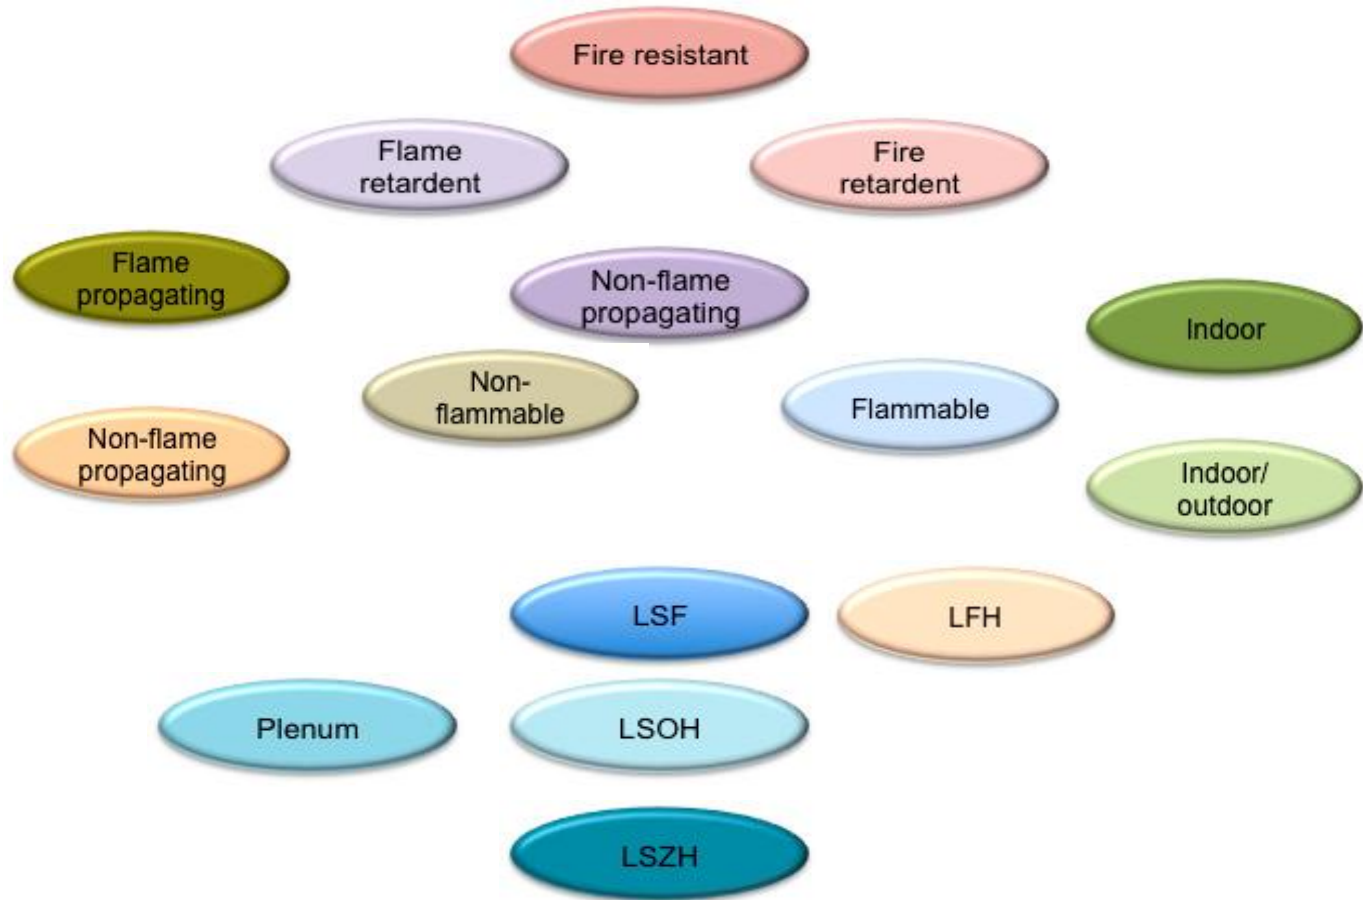 Fire resistant
Flame
retardent
Fire
retardent
Flame
propagating
Non-flame
propagating
Indoor
Non-
flammable
Flammable
Non-flame
propagating
Indoor/
outdoor
LSF
LFH
Plenum
LSOH
LSZH